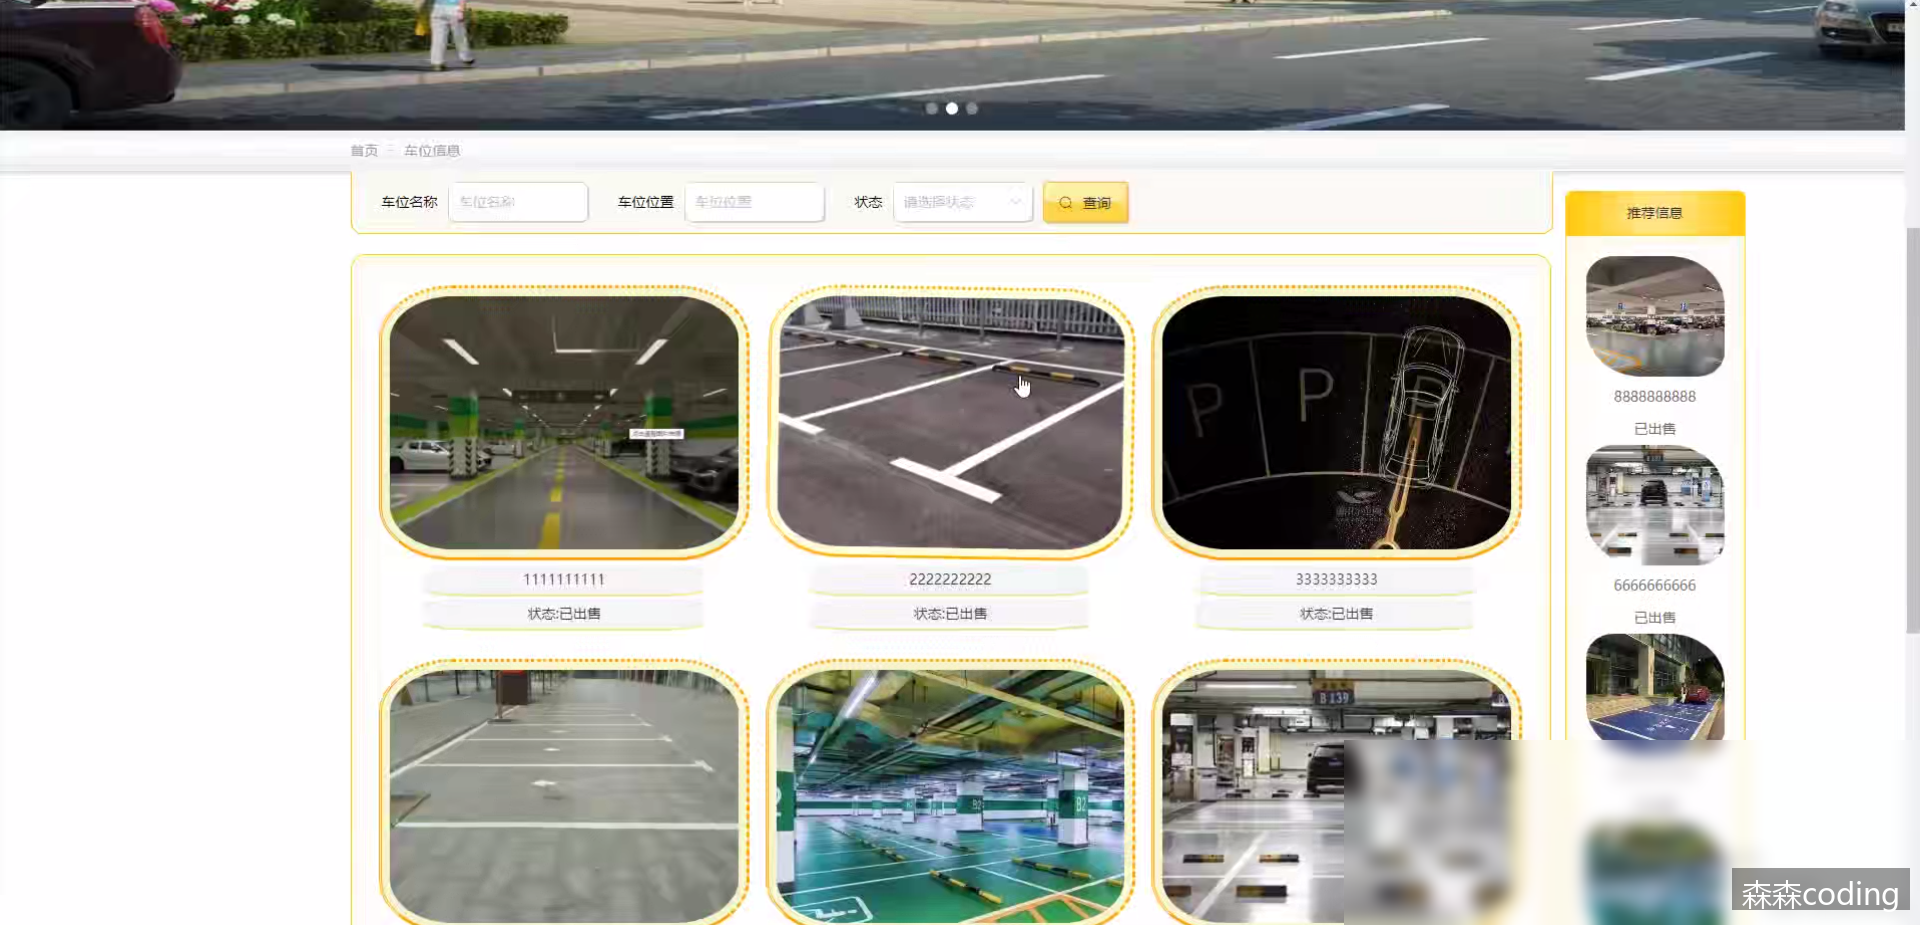 首页
车位信息
车位名称 车位名称 车位位置 车位位置 状态 请选择状态 查询
推荐信息
8888888888
已出售
6666666666
已出售
1111111111
状态:已出售
2222222222
状态:已出售
3333333333
状态:已出售
P
P
B2
B2
B139
森森coding